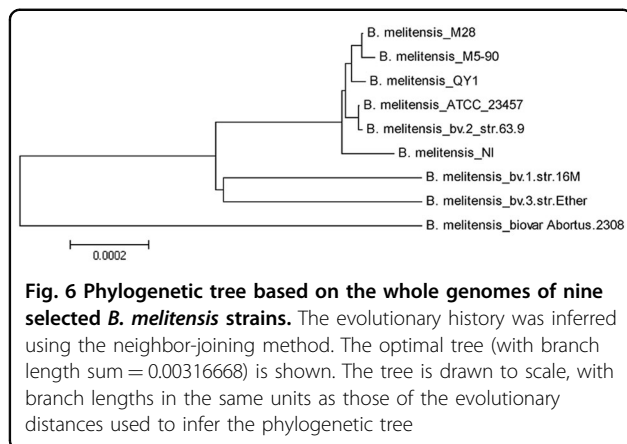 B. melitensis_M28
B. melitensis_M5-90
B. melitensis_QY1
B. melitensis_ATCC_23457
B. melitensis_bv.2_str.63.9
B. melitensis_NI
B. melitensis_bv.1.str.16M
B. melitensis_bv.3.str.Ether
B. melitensis_biovar Abortus.2308
0.0002
Fig. 6 Phylogenetic tree based on the whole genomes of nine
selected B. melitensis strains. The evolutionary history was inferred
using the neighbor-joining method. The optimal tree (with branch
length sum = 0.00316668) is shown. The tree is drawn to scale, with
branch lengths in the same units as those of the evolutionary
distances used to infer the phylogenetic tree